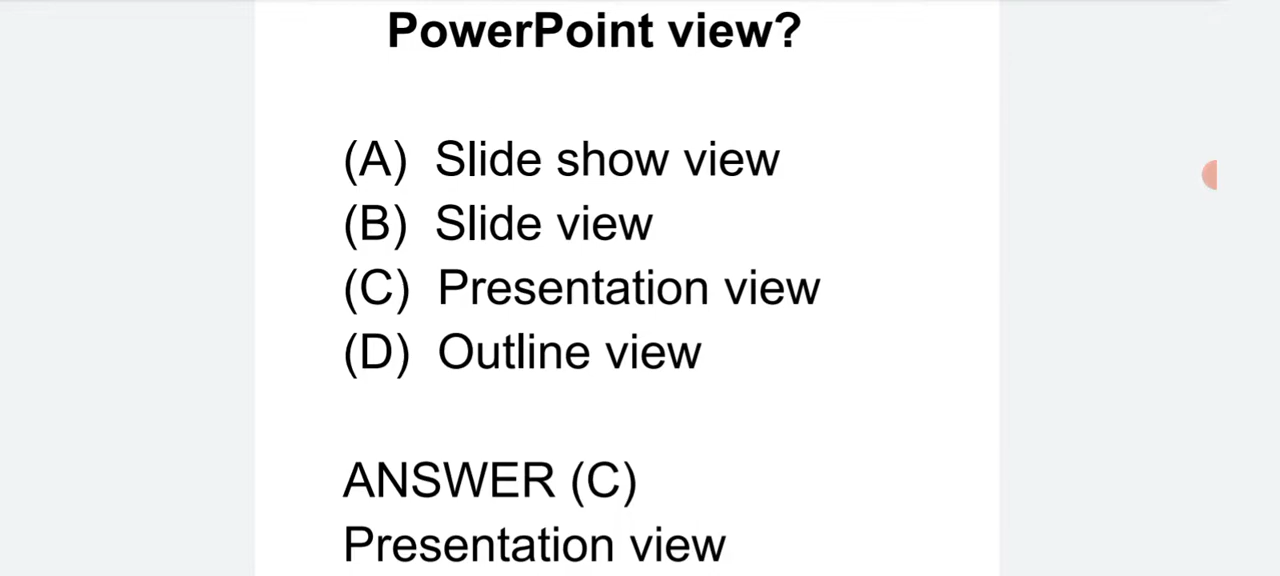 PowerPoint view?
(A) Slide show view
(B) Slide view
(C) Presentation view
(D) Outline view
ANSWER (C)
Presentation view